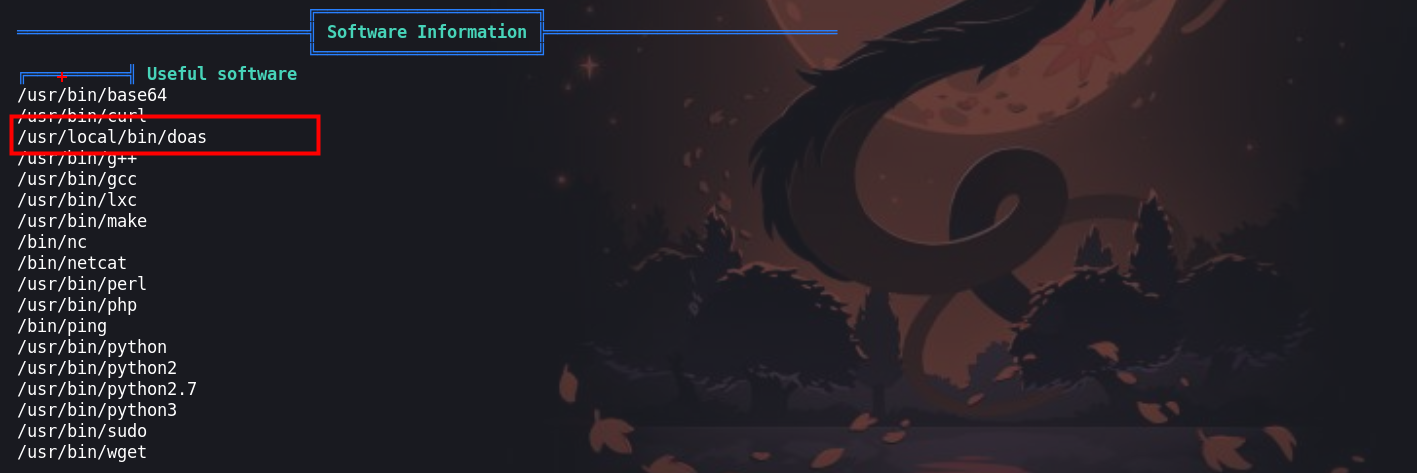 Software Information
Useful software
/usr/bin/base64
/usr/bin/curl
/usr/local/bin/doas
/usr/bin/g++
/usr/bin/gcc
/usr/bin/lxc
/usr/bin/make
/bin/nc
/bin/netcat
/usr/bin/perl
/usr/bin/php
/bin/ping
/usr/bin/python
/usr/bin/python2
/usr/bin/python2.7
/usr/bin/python3
/usr/bin/sudo
/usr/bin/wget